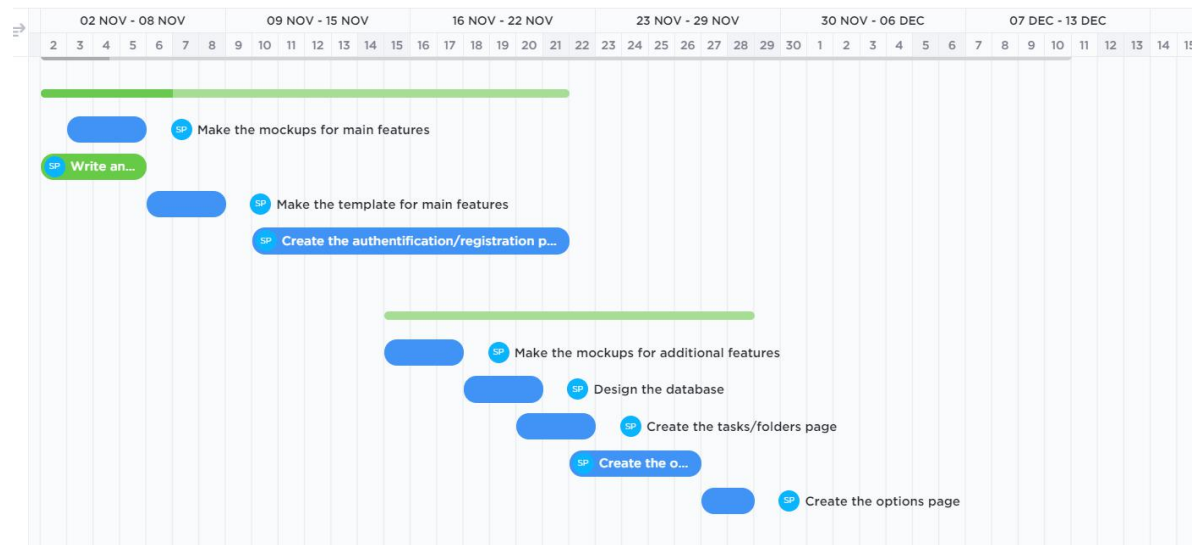 02 NOV - 08 NOV 09 NOV - 15 NOV 16 NOV - 22 NOV 23 NOV - 29 NOV 30 NOV - 06 DEC 07 DEC - 13 DEC
2 3 4 5 6 7 8 9 10 11 12 13 14 15 16 17 18 19 20 21 22 23 24 25 26 27 28 29 30 1 2 3 4 5 6 7 8 9 10 11 12 13 14 15
SP Make the mockups for main features
SP Write an...
SP Make the template for main features
SP Create the authentification/registration p...
SP Make the mockups for additional features
SP Design the database
SP Create the tasks/folders page
SP Create the o...
SP Create the options page